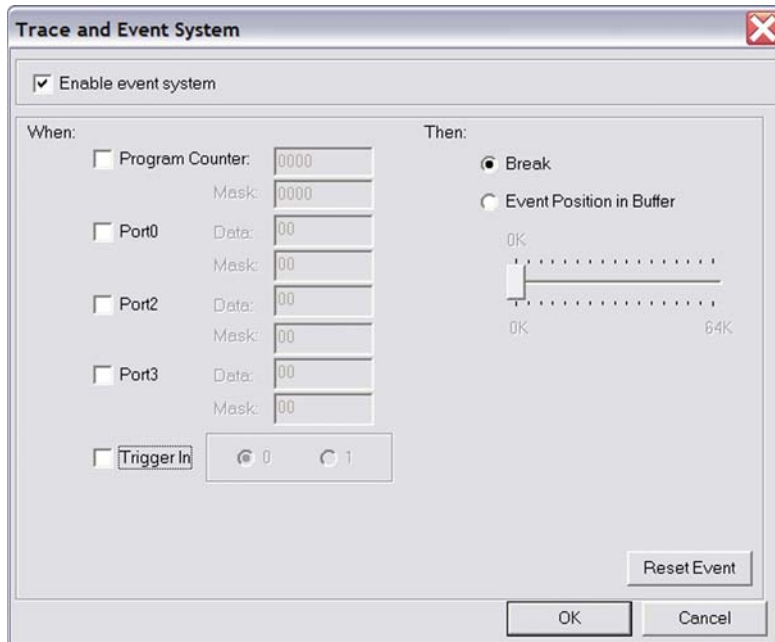 Trace and Event System
Enable event system
When:
Program Counter: 0000
Mask: 0000
Port0 Data: 00
Mask: 00
Port2 Data: 00
Mask: 00
Port3 Data: 00
Mask: 00
Trigger In 0 1
Then:
Break
Event Position in Buffer
0K
0K 64K
Reset Event
OK Cancel